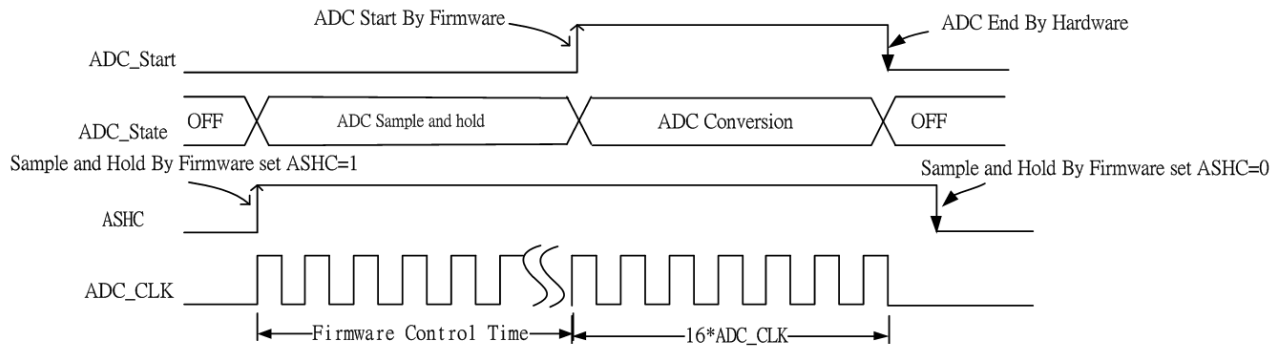 ADC Start By Firmware
ADC End By Hardware
ADC_Start
OFF
ADC Sample and hold
ADC Conversion
OFF
ADC_State
Sample and Hold By Firmware set ASHC=1
Sample and Hold By Firmware set ASHC=0
ASHC
ADC_CLK
Firmware Control Time
16*ADC_CLK